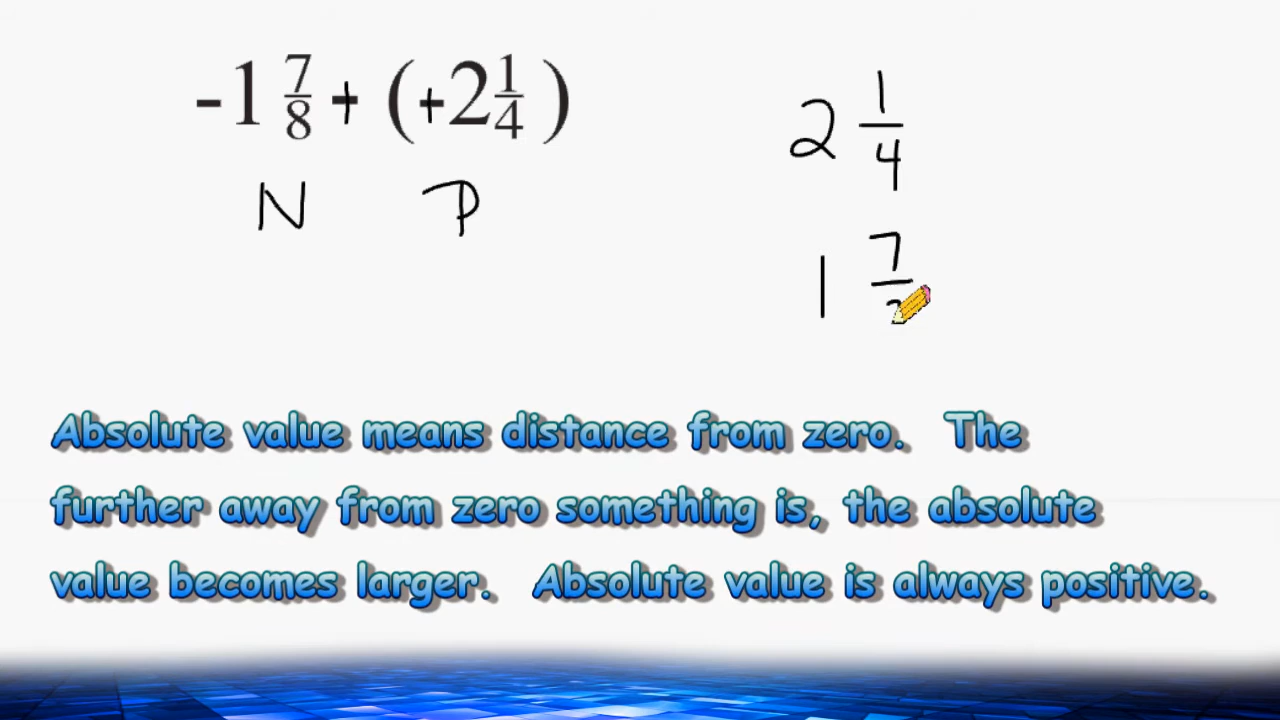 -1 7/8 + (+2 1/4)
N P
2 1/4
1 7/
Absolute value means distance from zero. The
further away from zero something is, the absolute
value becomes larger. Absolute value is always positive.